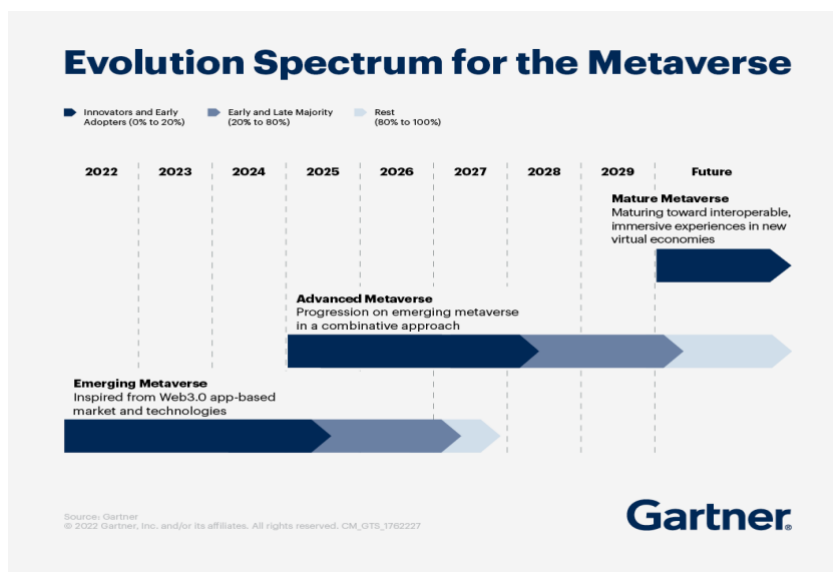 Evolution Spectrum for the Metaverse
Innovators and Early
Adopters (0% to 20%)
Early and Late Majority
(20% to 80%)
Rest
(80% to 100%)
2022 2023 2024 2025 2026 2027 2028 2029 Future
Mature Metaverse
Maturing toward interoperable,
immersive experiences in new
virtual economies
Advanced Metaverse
Progression on emerging metaverse
in a combinative approach
Emerging Metaverse
Inspired from Web3.0 app-based
market and technologies
Source: Gartner
© 2022 Gartner, Inc. and/or its affiliates. All rights reserved. CM_GTS_1762227
Gartner®